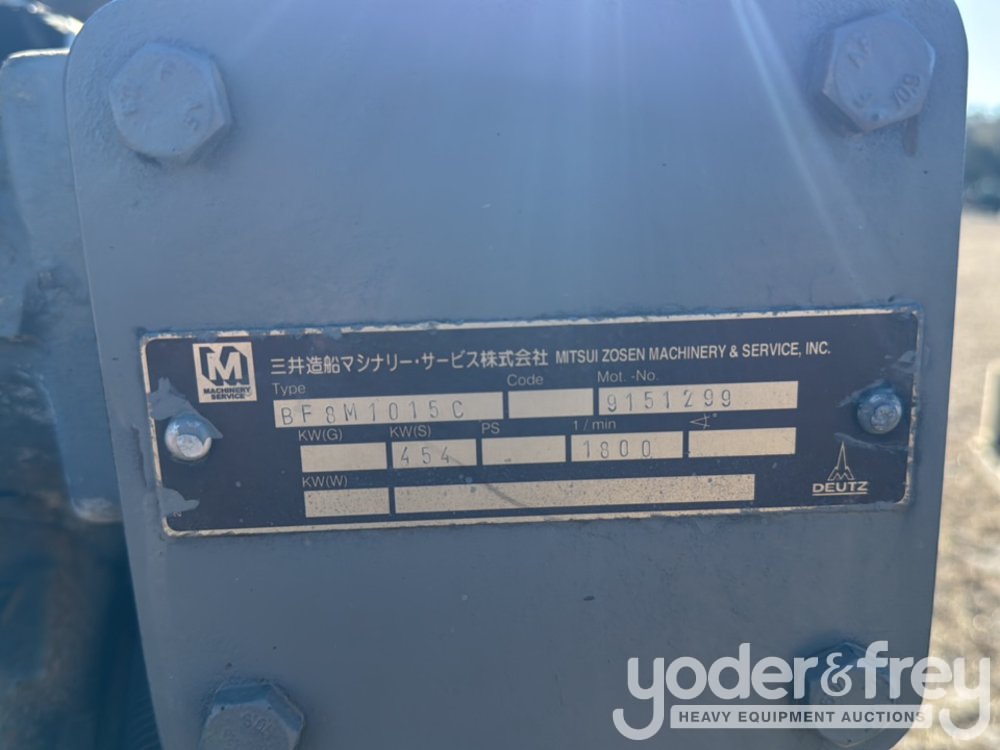 M
MACHINERY
SERVICE
三井造船マシナリー・サービス株式会社 MITSUI ZOSEN MACHINERY & SERVICE, INC.
Type Code Mot. -No.
BF8M1015C 9151299
KW(G) KW(S) PS 1 / min
454 1800
KW(W)
DEUTZ
yoder&frey
HEAVY EQUIPMENT AUCTIONS